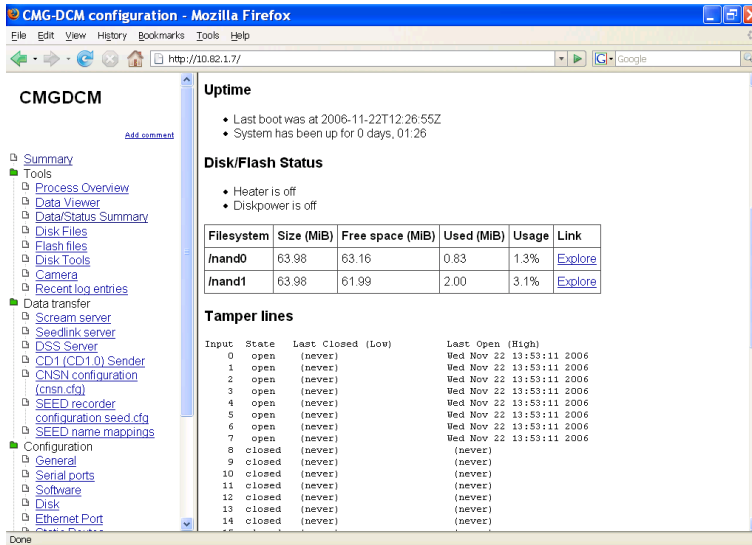 CMG-DCM configuration - Mozilla Firefox
File Edit View History Bookmarks Tools Help
http://10.82.1.7/
Google
CMGDCM
Add comment
Summary
Tools
Process Overview
Data Viewer
Data/Status Summary
Disk Files
Flash files
Disk Tools
Camera
Recent log entries
Data transfer
Scream server
Seedlink server
DSS Server
CD1 (CD1.0) Sender
CNSN configuration
(cnsn.cfg)
SEED recorder
configuration seed.cfg
SEED name mappings
Configuration
General
Serial ports
Software
Disk
Ethernet Port
Uptime
Last boot was at 2006-11-22T12:26:55Z
System has been up for 0 days, 01:26
Disk/Flash Status
Heater is off
Diskpower is off
Filesystem Size (MiB) Free space (MiB) Used (MiB) Usage Link
/nand0 63.98 63.16 0.83 1.3% Explore
/nand1 63.98 61.99 2.00 3.1% Explore
Tamper lines
Input State Last Closed (Low) Last Open (High)
0 open (never) Wed Nov 22 13:53:11 2006
1 open (never) Wed Nov 22 13:53:11 2006
2 open (never) Wed Nov 22 13:53:11 2006
3 open (never) Wed Nov 22 13:53:11 2006
4 open (never) Wed Nov 22 13:53:11 2006
5 open (never) Wed Nov 22 13:53:11 2006
6 open (never) Wed Nov 22 13:53:11 2006
7 open (never) Wed Nov 22 13:53:11 2006
8 closed (never) (never)
9 closed (never) (never)
10 closed (never) (never)
11 closed (never) (never)
12 closed (never) (never)
13 closed (never) (never)
14 closed (never) (never)
Done